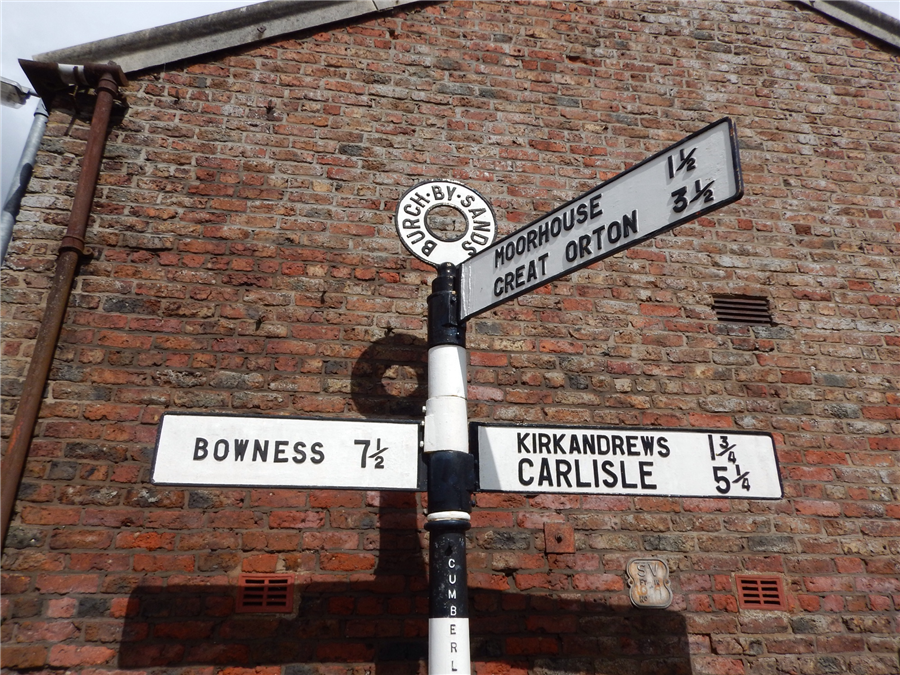 BURGH·BY·SANDS
MOORHOUSE 1½
GREAT ORTON 3½
BOWNESS 7½
KIRKANDREWS 1¾
CARLISLE 5¼
CUMBERL
SV